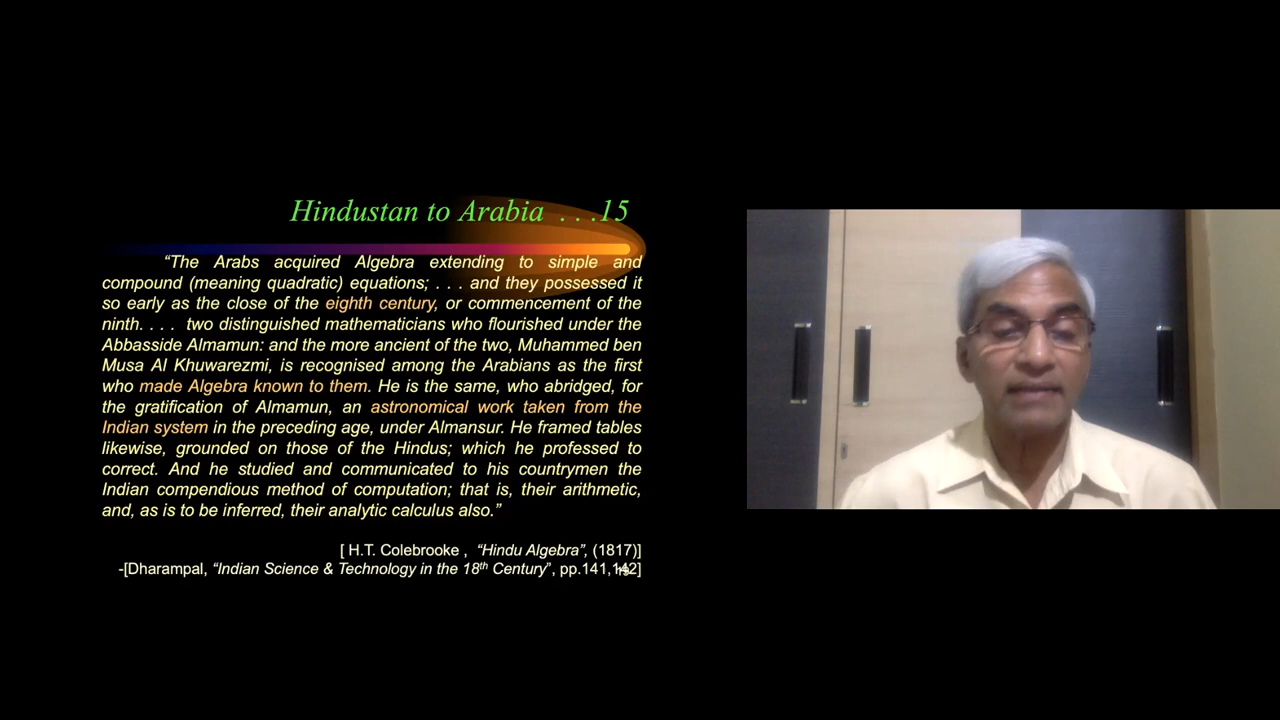 Hindustan to Arabia . . .15
“The Arabs acquired Algebra extending to simple and
compound (meaning quadratic) equations; . . . and they possessed it
so early as the close of the eighth century, or commencement of the
ninth. . . . two distinguished mathematicians who flourished under the
Abbasside Almamun: and the more ancient of the two, Muhammed ben
Musa Al Khuwarezmi, is recognised among the Arabians as the first
who made Algebra known to them. He is the same, who abridged, for
the gratification of Almamun, an astronomical work taken from the
Indian system in the preceding age, under Almansur. He framed tables
likewise, grounded on those of the Hindus; which he professed to
correct. And he studied and communicated to his countrymen the
Indian compendious method of computation; that is, their arithmetic,
and, as is to be inferred, their analytic calculus also.”
[ H.T. Colebrooke , “Hindu Algebra”, (1817)]
-[Dharampal, “Indian Science & Technology in the 18th Century”, pp.141,142]